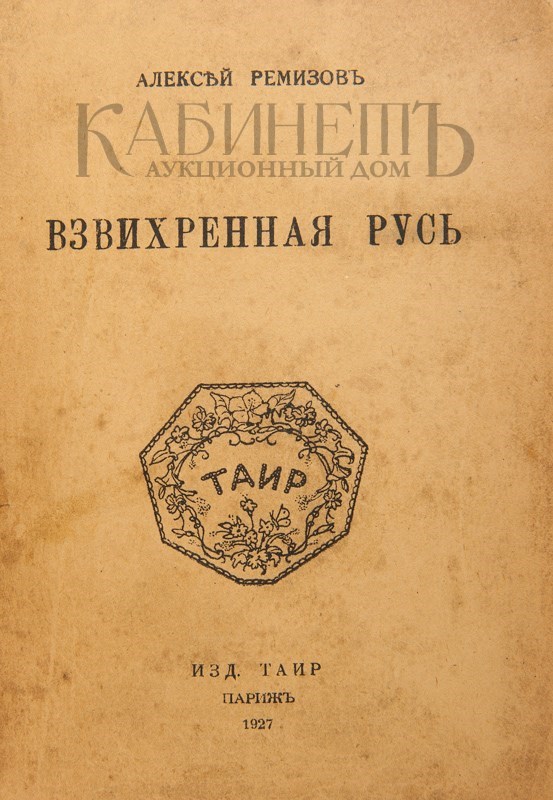 АЛЕКСѢЙ РЕМИЗОВЪ
КАБИНЕТЪ
АУКЦИОННЫЙ ДОМ
ВЗВИХРЕННАЯ РУСЬ
ТАИР
ИЗД. ТАИР
ПАРИЖЪ
1927